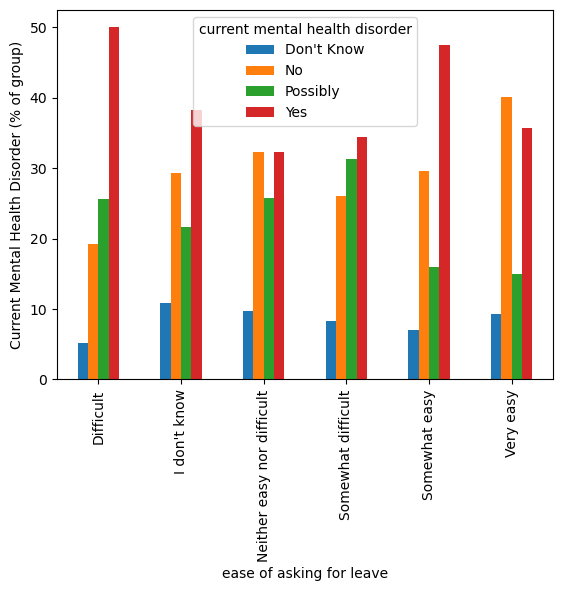 current mental health disorder
Don't Know
No
Possibly
Yes
Current Mental Health Disorder (% of group)
50
40
30
20
10
0
Difficult
I don't know
Neither easy nor difficult
Somewhat difficult
Somewhat easy
Very easy
ease of asking for leave